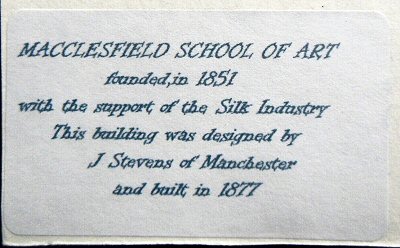 MACCLESFIELD SCHOOL OF ART
founded,in 1851
with the support of the Silk Industry
This building was designed by
J Stevens of Manchester
and built in 1877